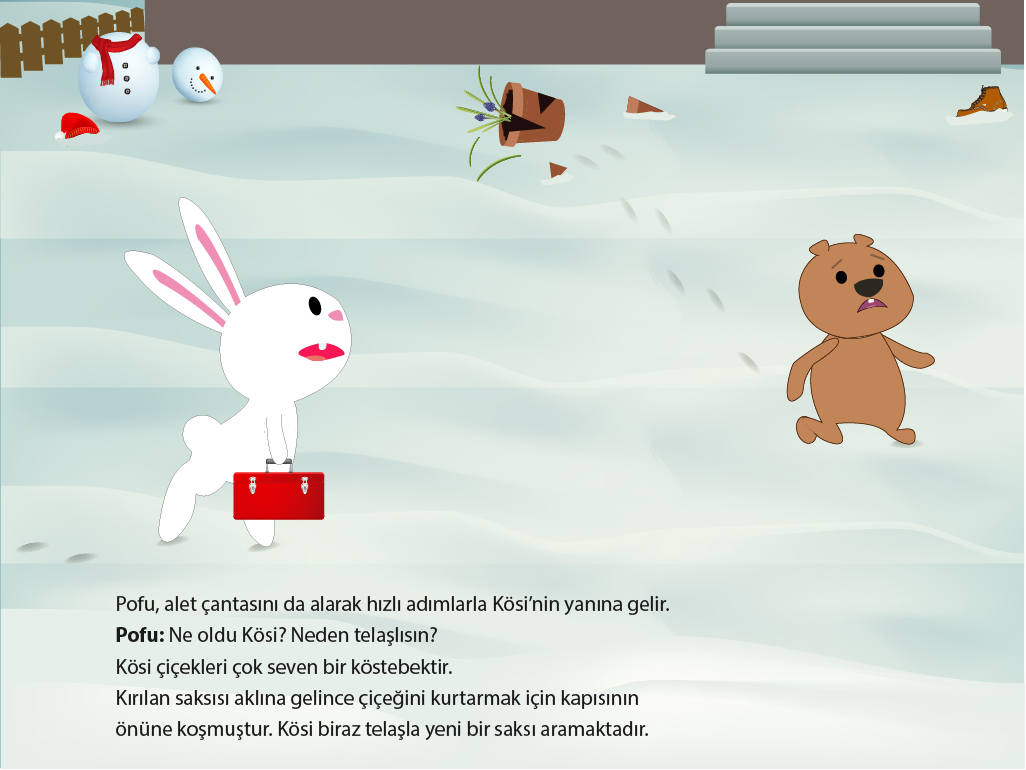 Pofu, alet çantasını da alarak hızlı adımlarla Kösi’nin yanına gelir.
Pofu: Ne oldu Kösi? Neden telaşlısın?
Kösi çiçekleri çok seven bir köstebektir.
Kırılan saksısı aklına gelince çiçeğini kurtarmak için kapısının
önüne koşmuştur. Kösi biraz telaşla yeni bir saksı aramaktadır.